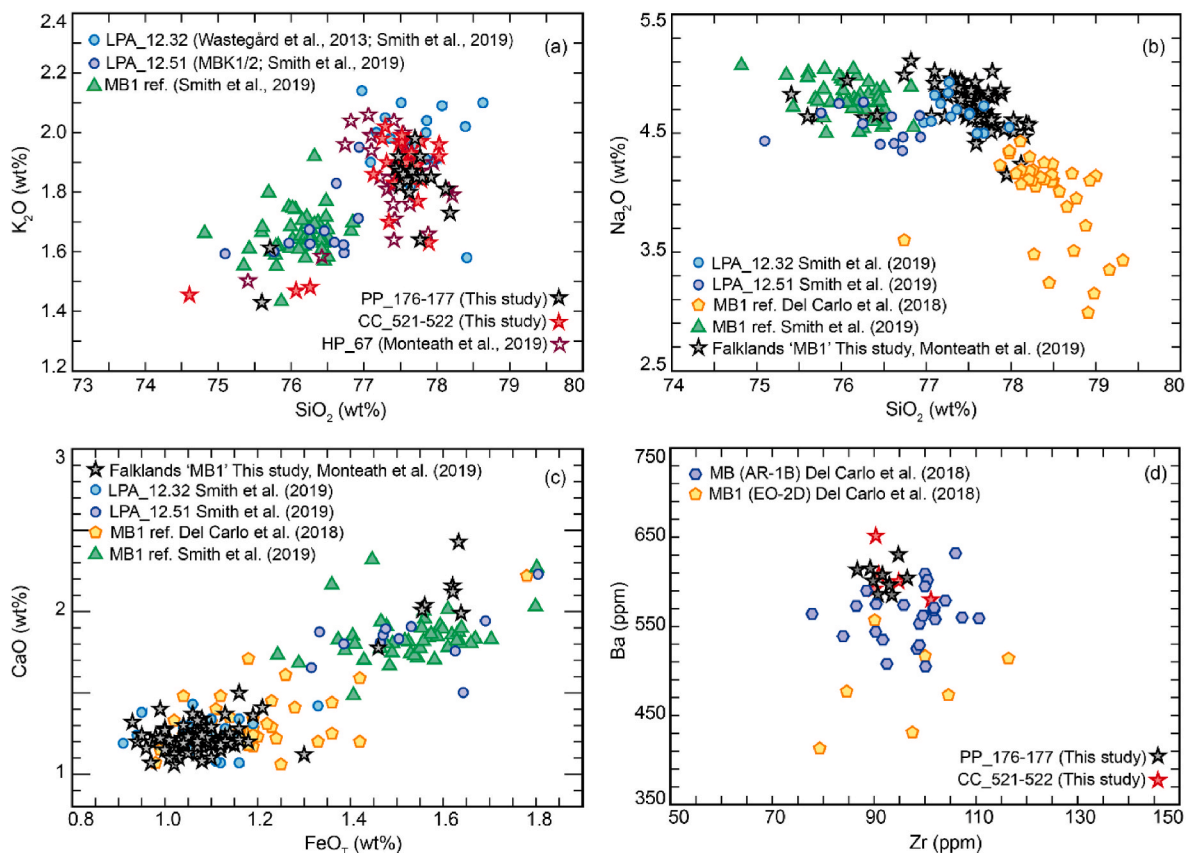 (a)
LPA_12.32 (Wastegård et al., 2013; Smith et al., 2019)
LPA_12.51 (MBK1/2; Smith et al., 2019)
MB1 ref. (Smith et al., 2019)
PP_176-177 (This study)
CC_521-522 (This study)
HP_67 (Monteath et al., 2019)
K2O (wt%)
2.4
2.2
2.0
1.8
1.6
1.4
1.2
73 74 75 76 77 78 79 80
SiO2 (wt%)
(b)
LPA_12.32 Smith et al. (2019)
LPA_12.51 Smith et al. (2019)
MB1 ref. Del Carlo et al. (2018)
MB1 ref. Smith et al. (2019)
Falklands ‘MB1’ This study, Monteath et al. (2019)
Na2O (wt%)
5.5
4.5
3.5
2.5
74 75 76 77 78 79 80
SiO2 (wt%)
(c)
Falklands ‘MB1’ This study, Monteath et al. (2019)
LPA_12.32 Smith et al. (2019)
LPA_12.51 Smith et al. (2019)
MB1 ref. Del Carlo et al. (2018)
MB1 ref. Smith et al. (2019)
CaO (wt%)
3
2
1
0.8 1.0 1.2 1.4 1.6 1.8
FeOT (wt%)
(d)
MB (AR-1B) Del Carlo et al. (2018)
MB1 (EO-2D) Del Carlo et al. (2018)
PP_176-177 (This study)
CC_521-522 (This study)
Ba (ppm)
750
650
550
450
350
50 70 90 110 130 150
Zr (ppm)